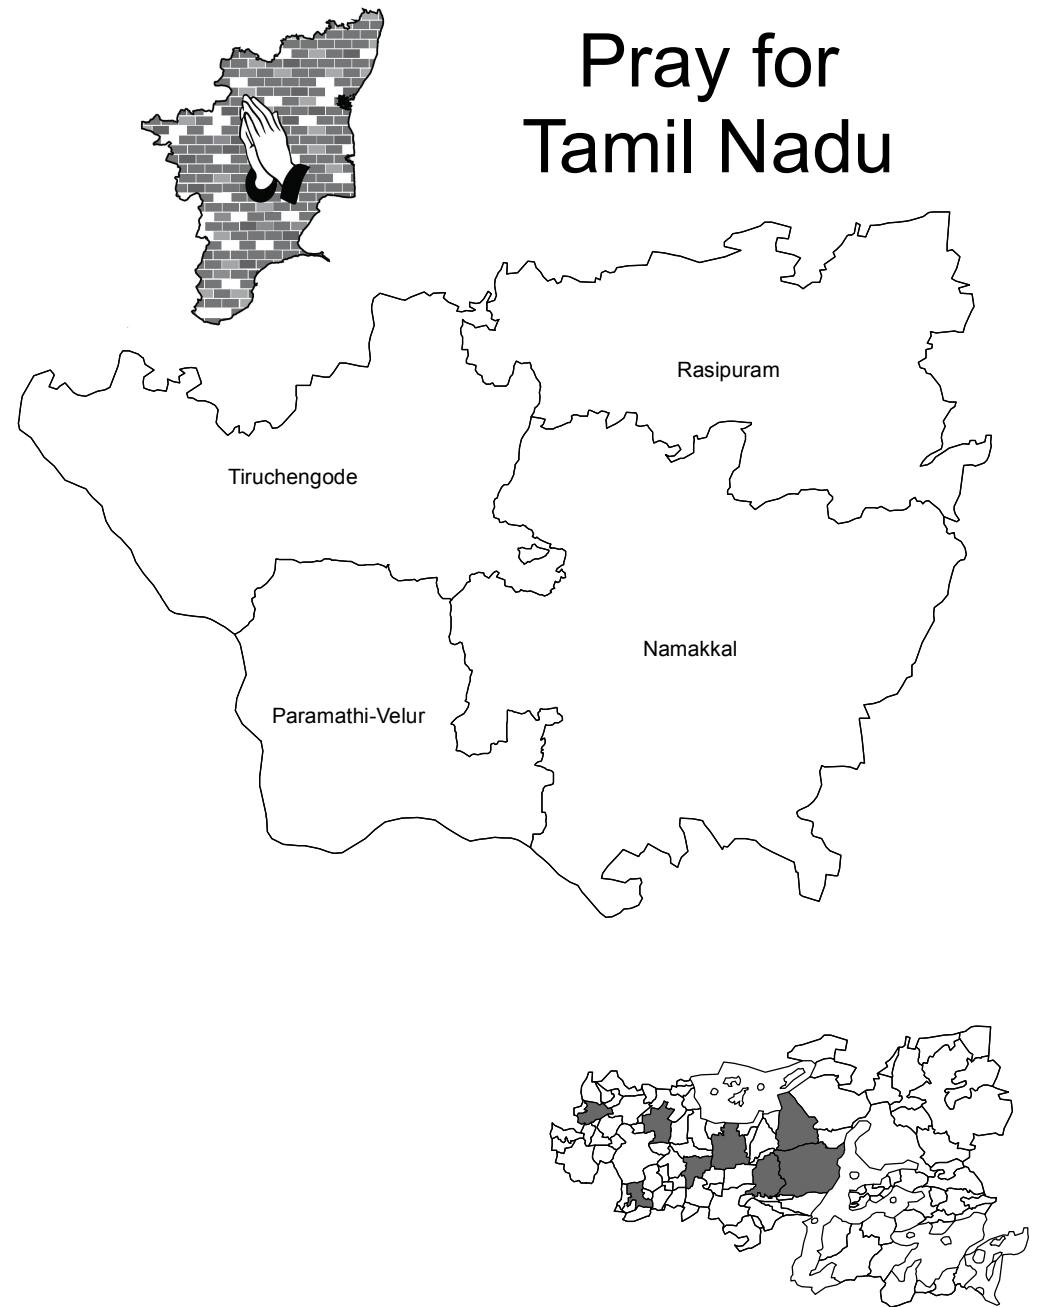 Pray for
Tamil Nadu
Rasipuram
Tiruchengode
Namakkal
Paramathi-Velur